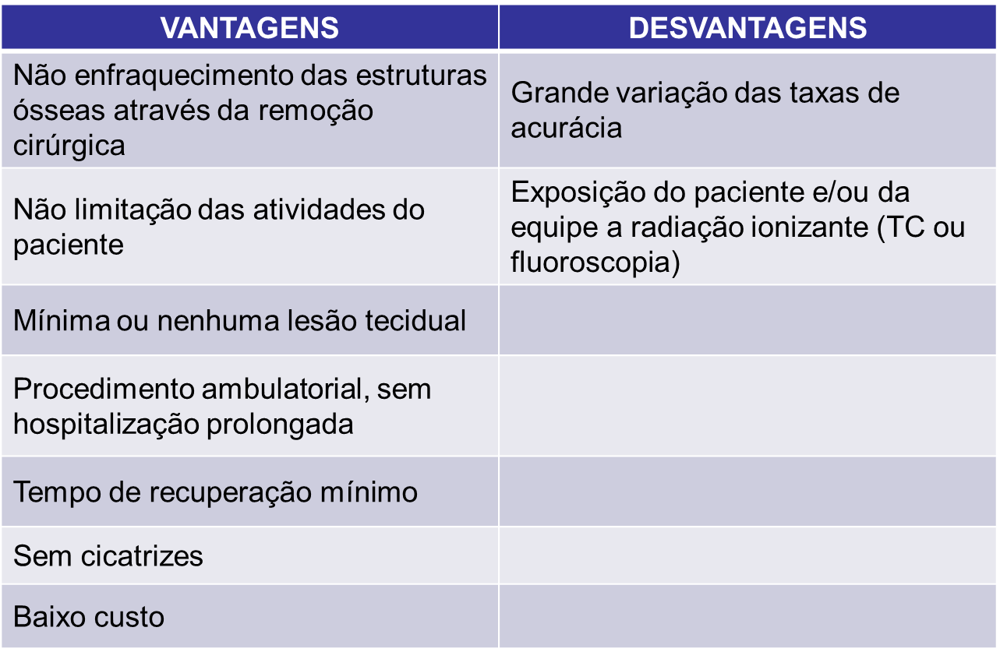 VANTAGENS
DESVANTAGENS
Não enfraquecimento das estruturas
ósseas através da remoção
cirúrgica
Grande variação das taxas de
acurácia
Não limitação das atividades do
paciente
Exposição do paciente e/ou da
equipe a radiação ionizante (TC ou
fluoroscopia)
Mínima ou nenhuma lesão tecidual
Procedimento ambulatorial, sem
hospitalização prolongada
Tempo de recuperação mínimo
Sem cicatrizes
Baixo custo